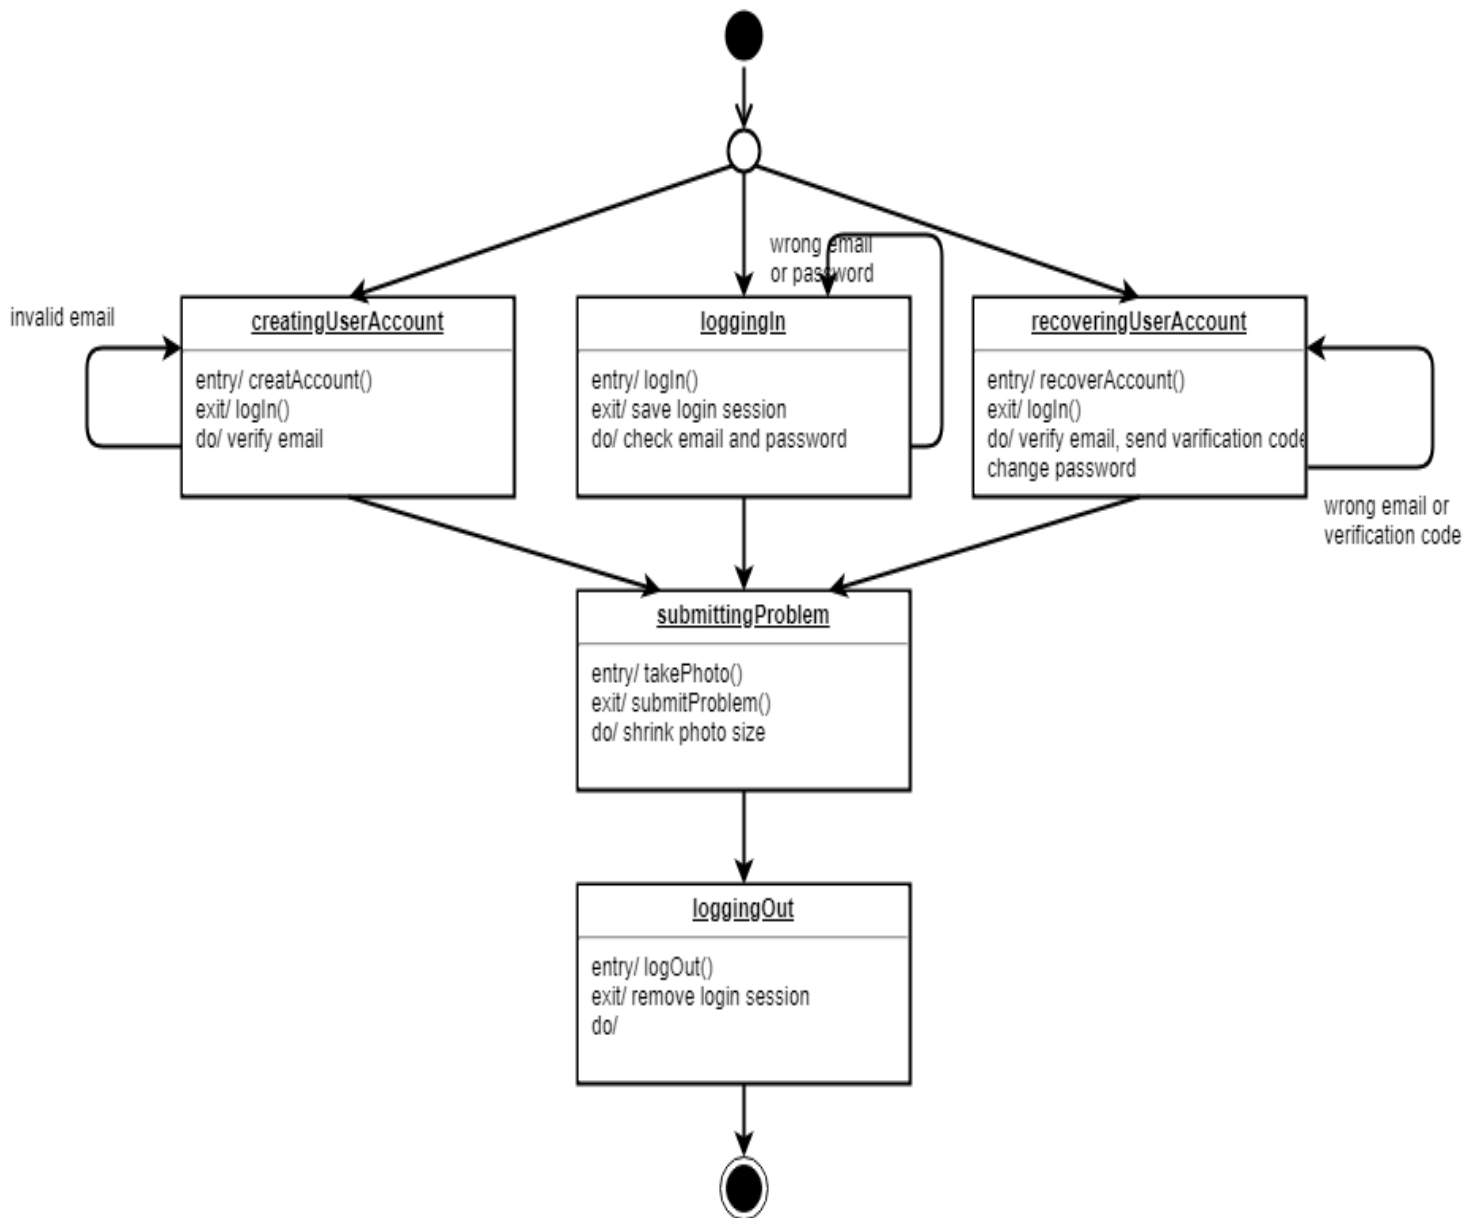 wrong email
or password
invalid email
creatingUserAccount
entry/ creatAccount()
exit/ logIn()
do/ verify email
loggingIn
entry/ logIn()
exit/ save login session
do/ check email and password
recoveringUserAccount
entry/ recoverAccount()
exit/ logIn()
do/ verify email, send varification code
change password
wrong email or
verification code
submittingProblem
entry/ takePhoto()
exit/ submitProblem()
do/ shrink photo size
loggingOut
entry/ logOut()
exit/ remove login session
do/